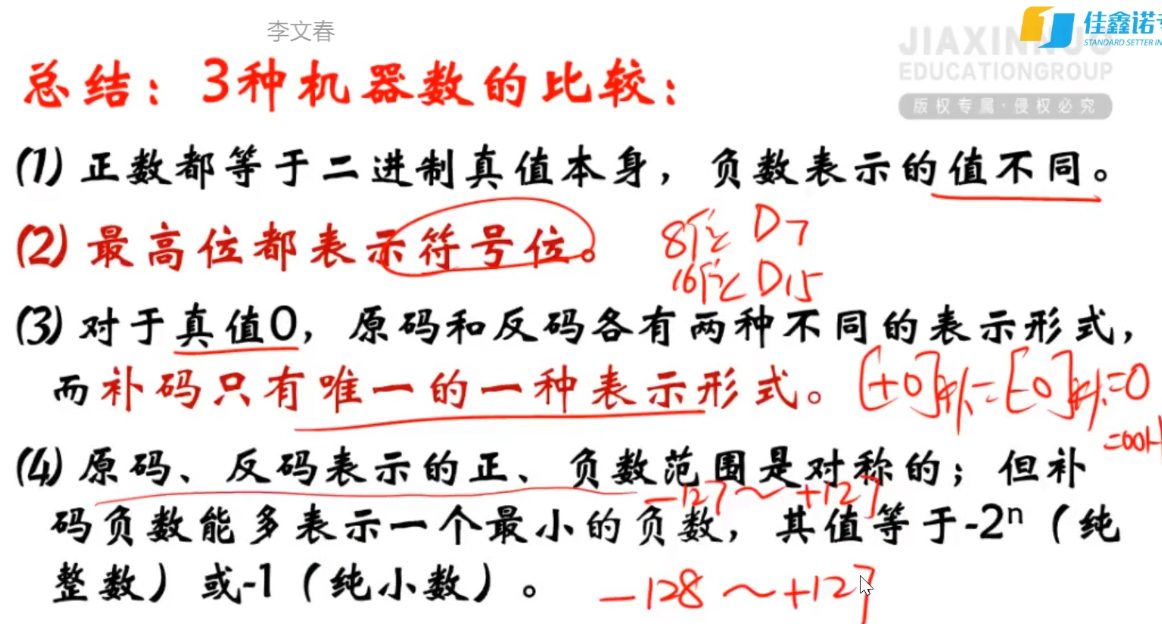 李文春
佳鑫诺专
STANDARD SETTER IN
JIAXINNUO
EDUCATIONGROUP
版权专属·侵权必究
总结：3种机器数的比较：
(1) 正数都等于二进制真值本身，负数表示的值不同。
(2) 最高位都表示符号位。
8位 D7
16位 D15
(3) 对于真值0，原码和反码各有两种不同的表示形式，
而补码只有唯一的一种表示形式。
[+0]补=[-0]补=0
=00H
(4) 原码、反码表示的正、负数范围是对称的；但补
-127～+127
码负数能多表示一个最小的负数，其值等于-2ⁿ（纯
整数）或-1（纯小数）。
-128～+127